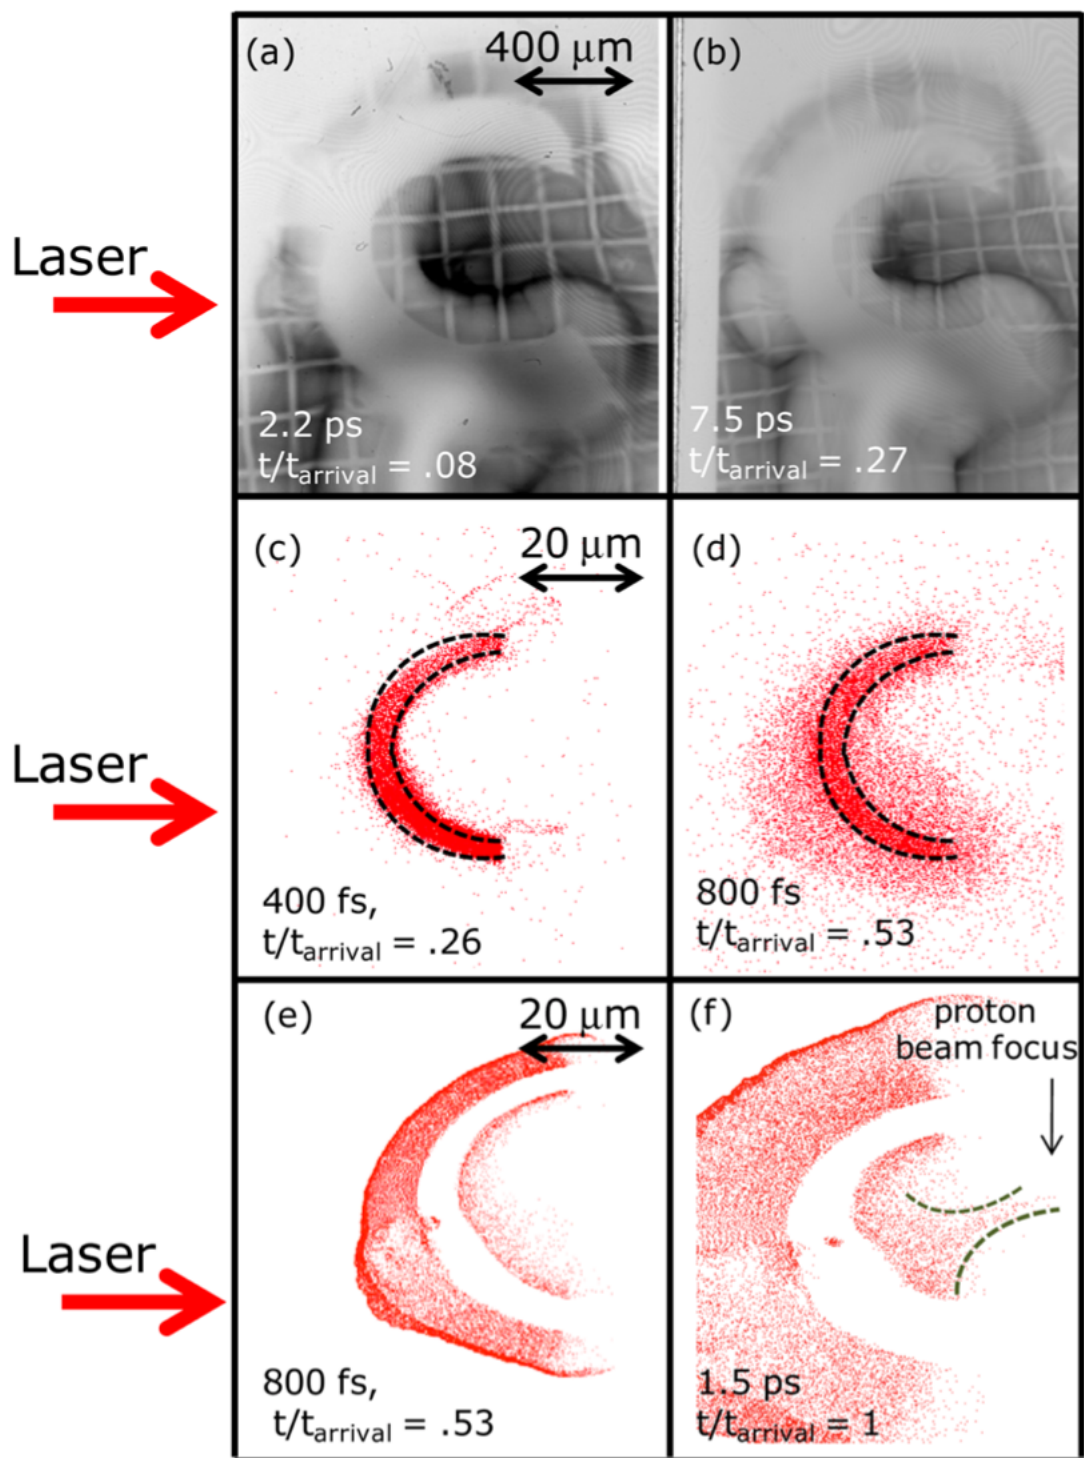 (a)
400 μm
(b)
Laser
2.2 ps
t/tarrival = .08
7.5 ps
t/tarrival = .27
(c)
20 μm
(d)
Laser
400 fs,
t/tarrival = .26
800 fs
t/tarrival = .53
(e)
20 μm
(f)
proton
beam focus
Laser
800 fs,
t/tarrival = .53
1.5 ps
t/tarrival = 1